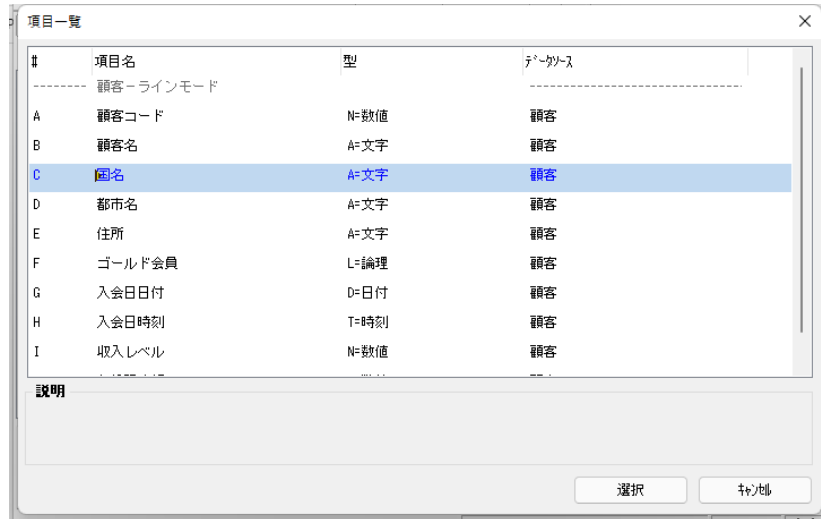 項目一覧
# 項目名 型 ﾃﾞｰﾀｿｰｽ
-------- 顧客-ラインモード --------------------------------
A 顧客コード N=数値 顧客
B 顧客名 A=文字 顧客
C 国名 A=文字 顧客
D 都市名 A=文字 顧客
E 住所 A=文字 顧客
F ゴールド会員 L=論理 顧客
G 入会日日付 D=日付 顧客
H 入会日時刻 T=時刻 顧客
I 収入レベル N=数値 顧客
説明
選択 ｷｬﾝｾﾙ